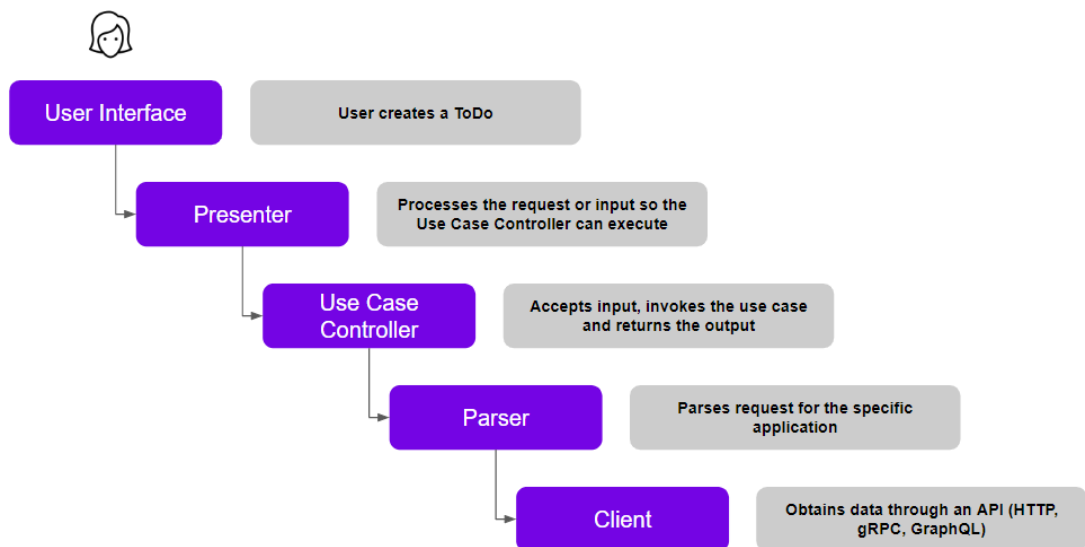 User Interface
User creates a ToDo
Presenter
Processes the request or input so the
Use Case Controller can execute
Use Case
Controller
Accepts input, invokes the use case
and returns the output
Parser
Parses request for the specific
application
Client
Obtains data through an API (HTTP,
gRPC, GraphQL)